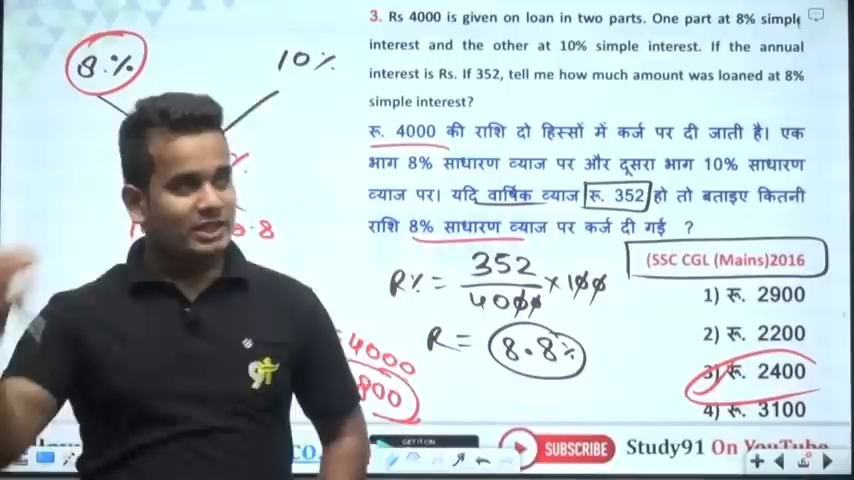 3. Rs 4000 is given on loan in two parts. One part at 8% simple
interest and the other at 10% simple interest. If the annual
interest is Rs. If 352, tell me how much amount was loaned at 8%
simple interest?
रू. 4000 की राशि दो हिस्सों में कर्ज पर दी जाती है। एक
भाग 8% साधारण व्याज पर और दूसरा भाग 10% साधारण
व्याज पर। यदि वार्षिक व्याज रू. 352 हो तो बताइए कितनी
राशि 8% साधारण व्याज पर कर्ज दी गई ?
(SSC CGL (Mains)2016
1) रू. 2900
2) रू. 2200
3) रू. 2400
4) रू. 3100
8.%
10%
R% = 352/4000 × 100
R = 8.8%
4000
800
GET IT ON
SUBSCRIBE
Study91 On YouTube